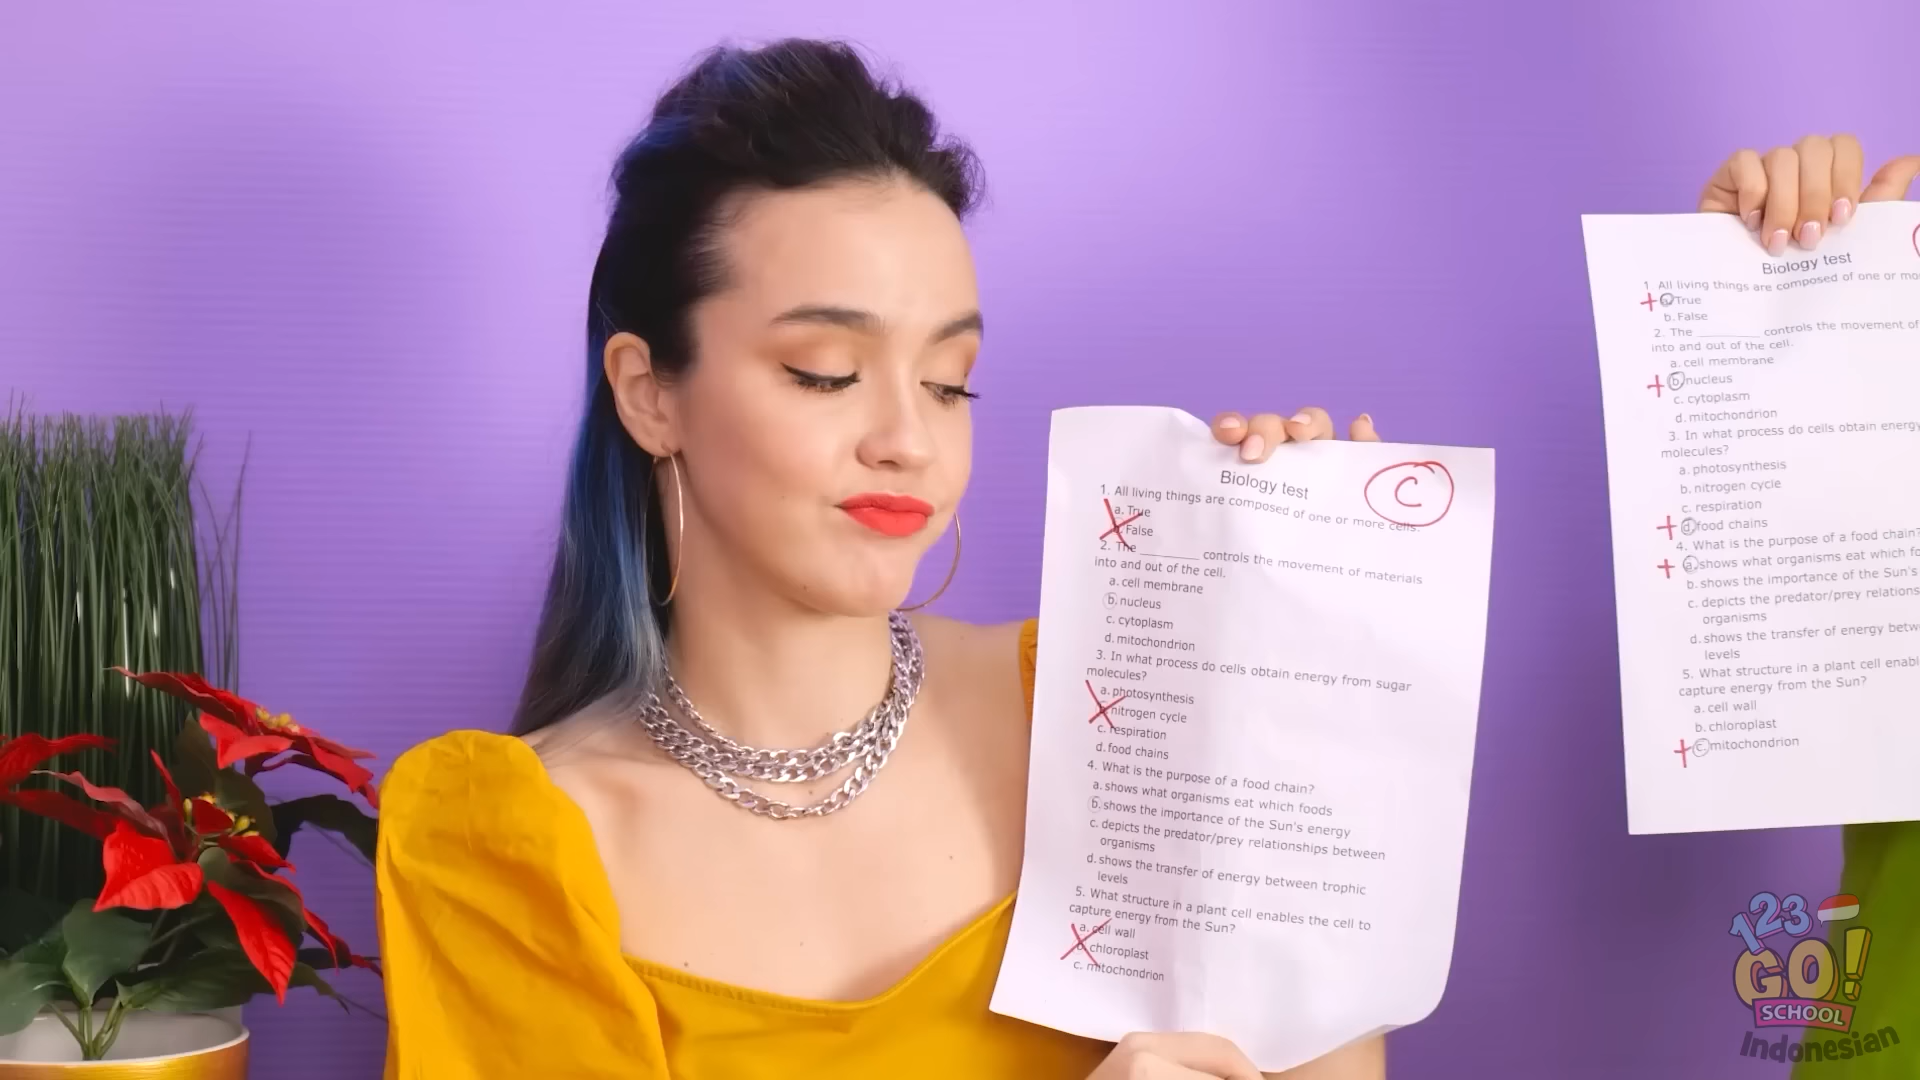 Biology test
C
1. All living things are composed of one or more cells.
a. True
False
2. The ________ controls the movement of materials
into and out of the cell.
a. cell membrane
b. nucleus
c. cytoplasm
d. mitochondrion
3. In what process do cells obtain energy from sugar
molecules?
a. photosynthesis
nitrogen cycle
c. respiration
d. food chains
4. What is the purpose of a food chain?
a. shows what organisms eat which foods
b. shows the importance of the Sun's energy
c. depicts the predator/prey relationships between
organisms
d. shows the transfer of energy between trophic
levels
5. What structure in a plant cell enables the cell to
capture energy from the Sun?
a. cell wall
b. chloroplast
c. mitochondrion
Biology test
1 All living things are composed of one or
a. True
b. False
2. The ________ controls the movement of
into and out of the cell.
a. cell membrane
b. nucleus
c. cytoplasm
d. mitochondrion
3. In what process do cells obtain energy
molecules?
a. photosynthesis
b. nitrogen cycle
c. respiration
d. food chains
4. What is the purpose of a food chain?
a. shows what organisms eat which
b. shows the importance of the Sun's
c. depicts the predator/prey
organisms
d. shows the transfer of energy
levels
5. What structure in a plant cell
capture energy from the Sun?
a. cell wall
b. chloroplast
c. mitochondrion
123
GO!
SCHOOL
Indonesian